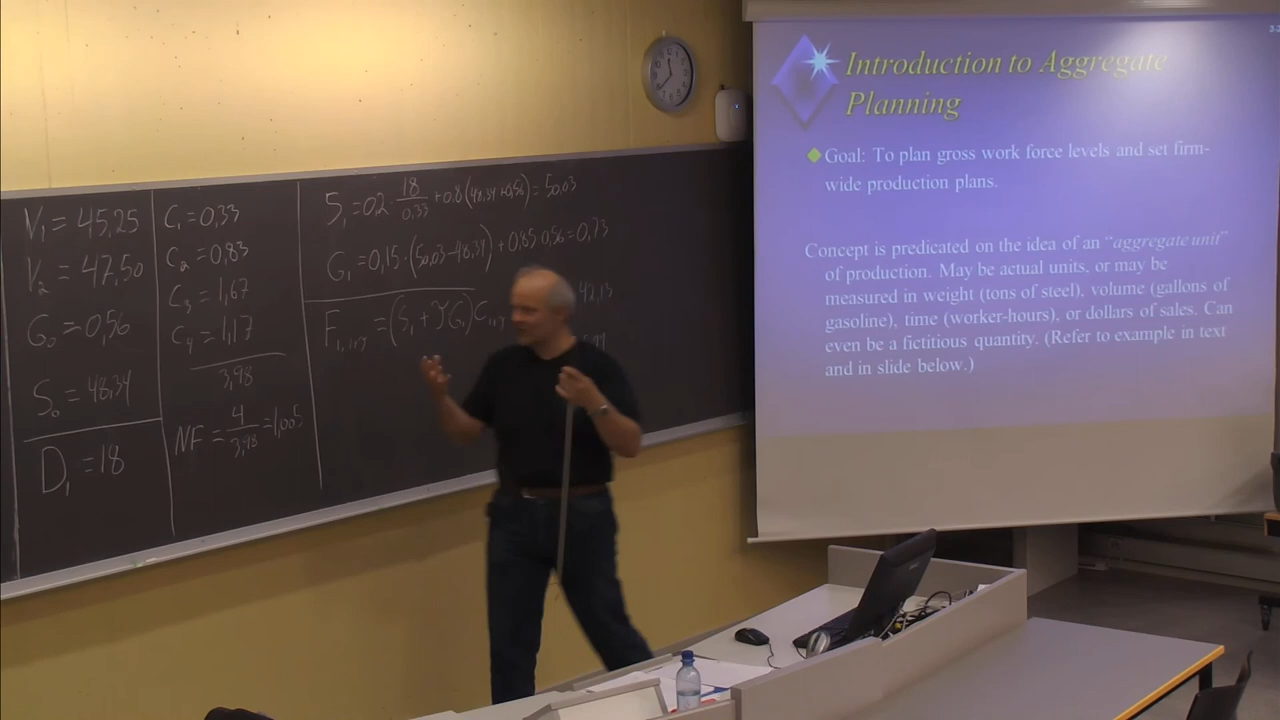 V₁ = 45,25
V₂ = 47,50
G₀ = 0,56
S₀ = 48,34
D₁ = 18
C₁ = 0,33
C₂ = 0,83
C₃ = 1,67
C₄ = 1,17
3,98
NF = 4/3,98 = 1,005
S₁ = 0,2 · 18/0,33 + 0.8 (48,34 + 0,56) = 50,03
G₁ = 0,15 · (50,03 - 48,34) + 0,85 · 0,56 = 0,73
42,13
Introduction to Aggregate
Planning
Goal: To plan gross work force levels and set firm-
wide production plans.
Concept is predicated on the idea of an “aggregate unit”
of production. May be actual units, or may be
measured in weight (tons of steel), volume (gallons of
gasoline), time (worker-hours), or dollars of sales. Can
even be a fictitious quantity. (Refer to example in text
and in slide below.)